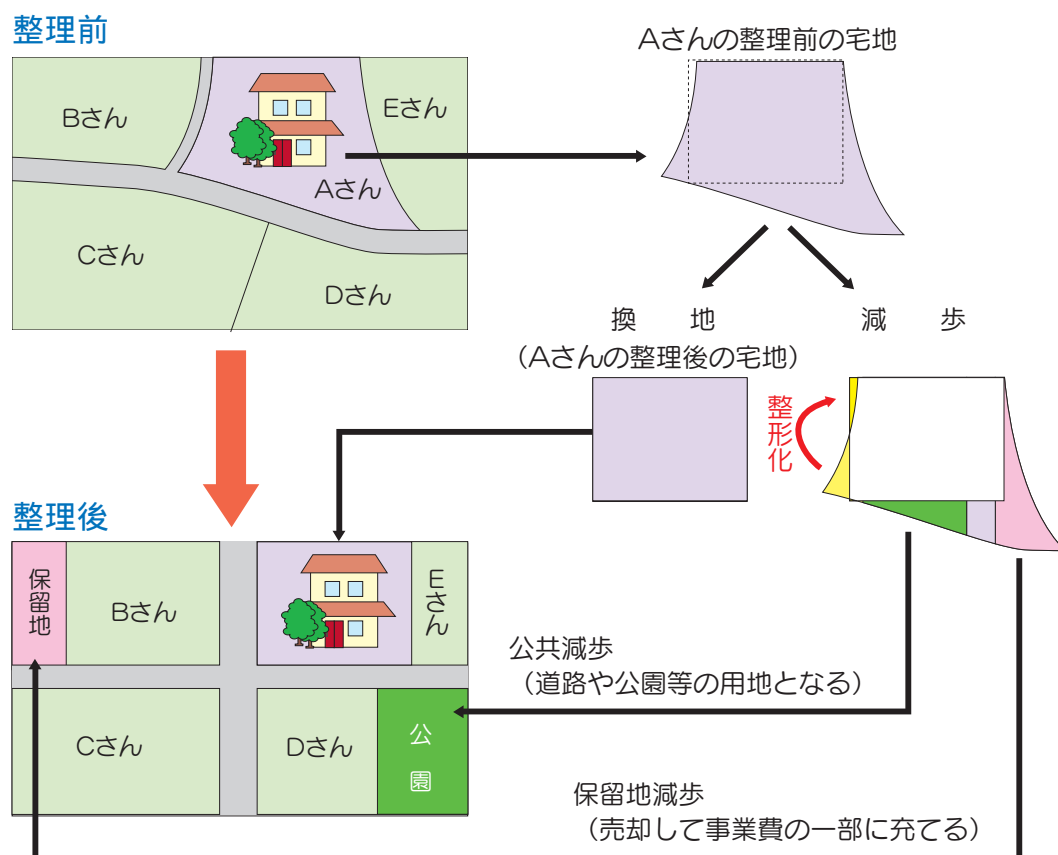 整理前
Bさん
Eさん
Aさん
Cさん
Dさん
Aさんの整理前の宅地
換地
(Aさんの整理後の宅地)
減歩
整形化
整理後
保留地
Bさん
Eさん
Cさん
Dさん
公園
公共減歩
(道路や公園等の用地となる)
保留地減歩
(売却して事業費の一部に充てる)